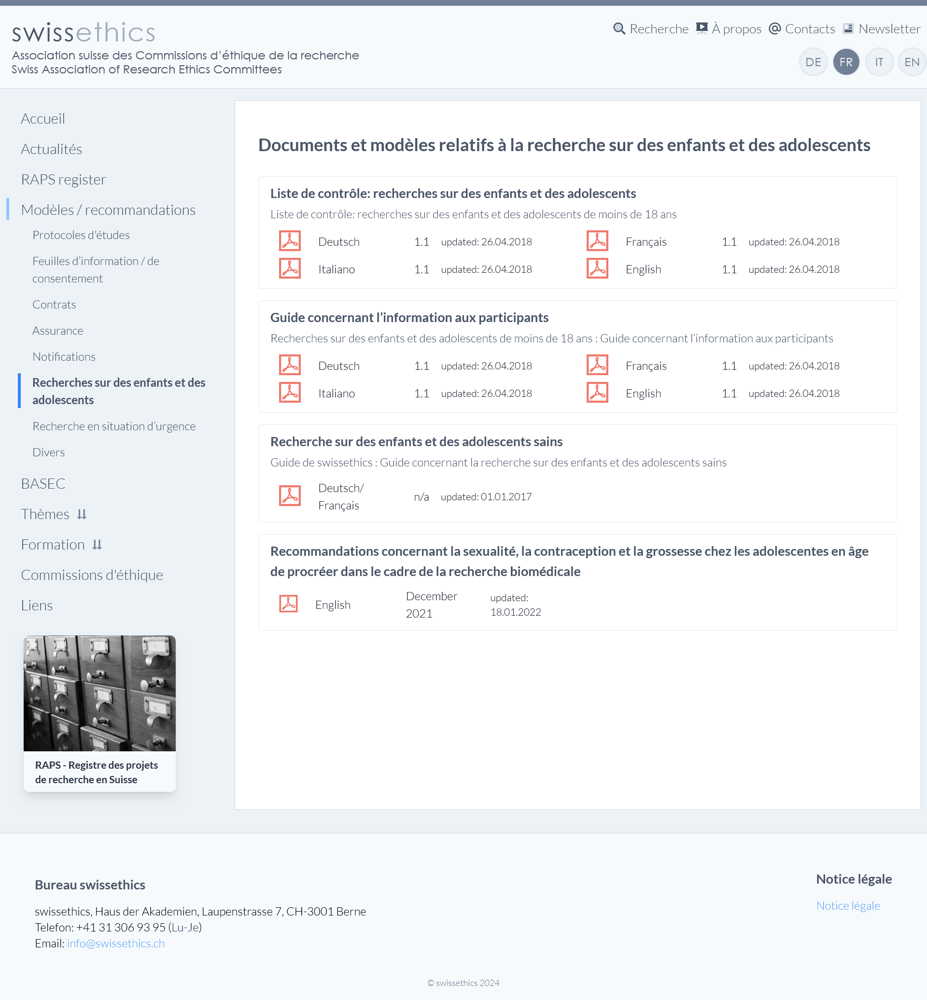 swissethics
Association suisse des Commissions d’éthique de la recherche
Swiss Association of Research Ethics Committees
Recherche À propos Contacts Newsletter
DE FR IT EN
Accueil
Actualités
RAPS register
Modèles / recommandations
Protocoles d'études
Feuilles d’information / de
consentement
Contrats
Assurance
Notifications
Recherches sur des enfants et des
adolescents
Recherche en situation d’urgence
Divers
BASEC
Thèmes
Formation
Commissions d'éthique
Liens
RAPS - Registre des projets
de recherche en Suisse
Documents et modèles relatifs à la recherche sur des enfants et des adolescents
Liste de contrôle: recherches sur des enfants et des adolescents
Liste de contrôle: recherches sur des enfants et des adolescents de moins de 18 ans
Deutsch 1.1 updated: 26.04.2018 Français 1.1 updated: 26.04.2018
Italiano 1.1 updated: 26.04.2018 English 1.1 updated: 26.04.2018
Guide concernant l’information aux participants
Recherches sur des enfants et des adolescents de moins de 18 ans : Guide concernant l’information aux participants
Deutsch 1.1 updated: 26.04.2018 Français 1.1 updated: 26.04.2018
Italiano 1.1 updated: 26.04.2018 English 1.1 updated: 26.04.2018
Recherche sur des enfants et des adolescents sains
Guide de swissethics : Guide concernant la recherche sur des enfants et des adolescents sains
Deutsch/
Français
n/a updated: 01.01.2017
Recommandations concernant la sexualité, la contraception et la grossesse chez les adolescentes en âge
de procréer dans le cadre de la recherche biomédicale
English
December
2021
updated:
18.01.2022
Bureau swissethics
swissethics, Haus der Akademien, Laupenstrasse 7, CH-3001 Berne
Telefon: +41 31 306 93 95 (Lu-Je)
Email: info@swissethics.ch
Notice légale
Notice légale
© swissethics 2024